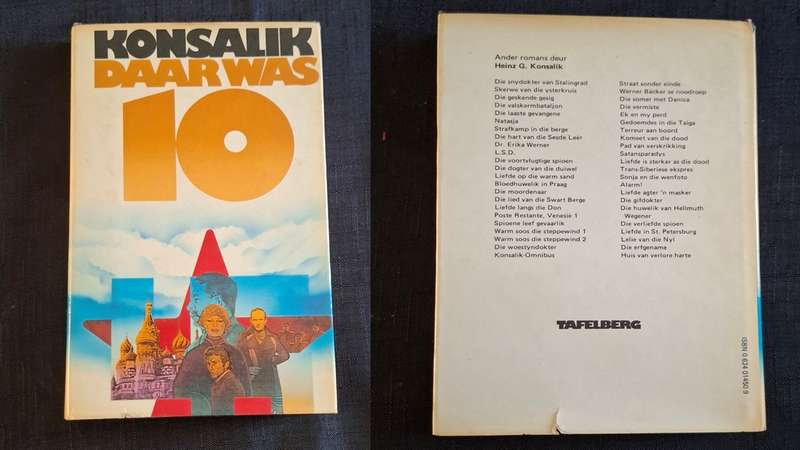 KONSALIK
DAAR WAS
10
Ander romans deur
Heinz G. Konsalik
Die snydokter van Stalingrad
Skerwe van die ysterkruis
Die geskande gesig
Die valskermbataljon
Die laaste gevangene
Natasja
Strafkamp in die berge
Die hart van die Sesde Leër
Dr. Erika Werner
L.S.D.
Die voortvlugtige spioen
Die dogter van die duiwel
Liefde op die warm sand
Bloedhuwelik in Praag
Die moordenaar
Die lied van die Swart Berge
Liefde langs die Don
Poste Restante, Venesië 1
Spioene leef gevaarlik
Warm soos die steppewind 1
Warm soos die steppewind 2
Die woestyndokter
Konsalik-Omnibus
Straat sonder einde
Werner Bäcker se noodroep
Die somer met Danica
Die vermiste
Ek en my perd
Gedoemdes in die Taiga
Terreur aan boord
Komeet van die dood
Pad van verskrikking
Satansparadys
Liefde is sterker as die dood
Trans-Siberiese ekspres
Sonja en die wenfoto
Alarm!
Liefde agter 'n masker
Die gifdokter
Die huwelik van Hellmuth
Wegener
Die verliefde spioen
Liefde in St. Petersburg
Lelie van die Nyl
Die erfgename
Huis van verlore harte
TAFELBERG
ISBN 0 624 01450 9